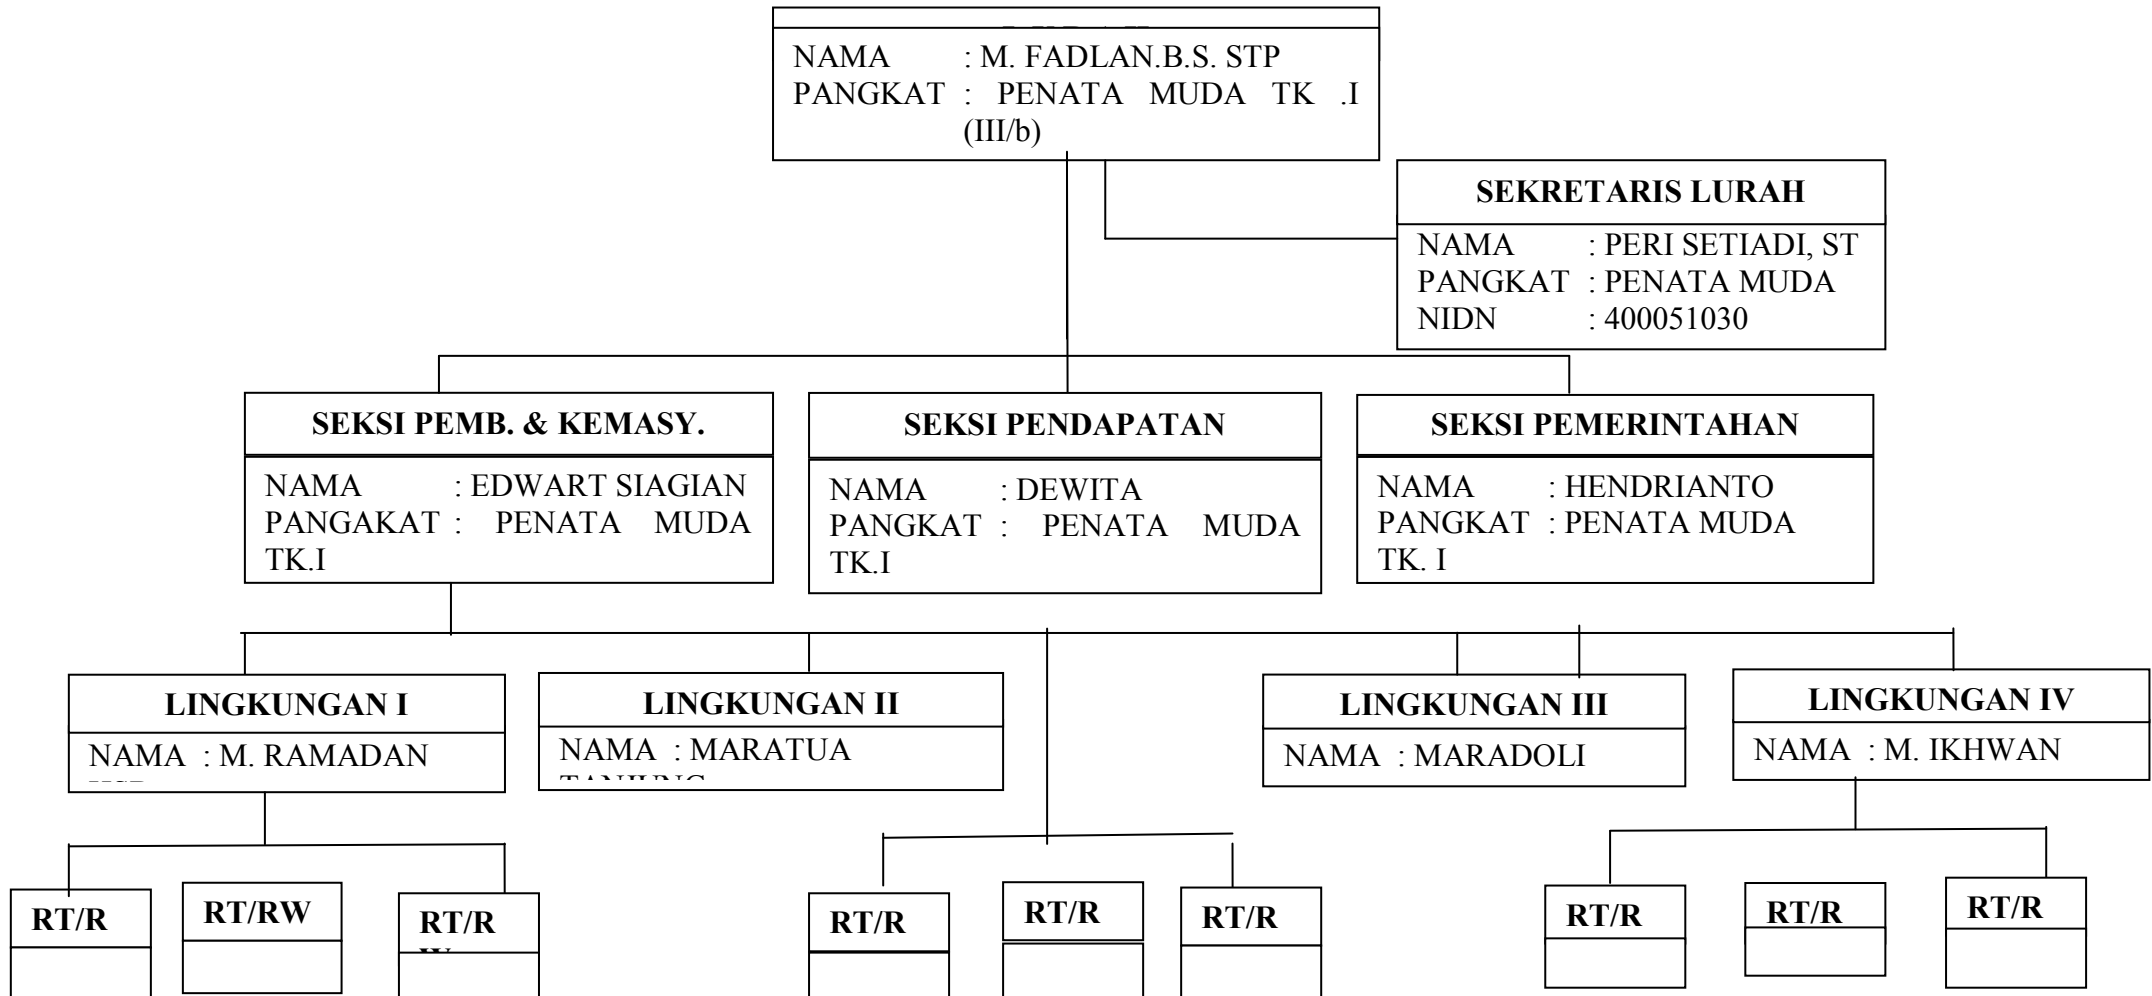 NAMA : M. FADLAN.B.S. STP
PANGKAT : PENATA MUDA TK .I
(III/b)
SEKRETARIS LURAH
NAMA : PERI SETIADI, ST
PANGKAT : PENATA MUDA
NIDN : 400051030
SEKSI PEMB. & KEMASY.
NAMA : EDWART SIAGIAN
PANGAKAT : PENATA MUDA
TK.I
SEKSI PENDAPATAN
NAMA : DEWITA
PANGKAT : PENATA MUDA
TK.I
SEKSI PEMERINTAHAN
NAMA : HENDRIANTO
PANGKAT : PENATA MUDA
TK. I
LINGKUNGAN I
NAMA : M. RAMADAN
LINGKUNGAN II
NAMA : MARATUA
TANJUNG
LINGKUNGAN III
NAMA : MARADOLI
LINGKUNGAN IV
NAMA : M. IKHWAN
RT/R
RT/RW
RT/R
W
RT/R
RT/R
RT/R
RT/R
RT/R
RT/R